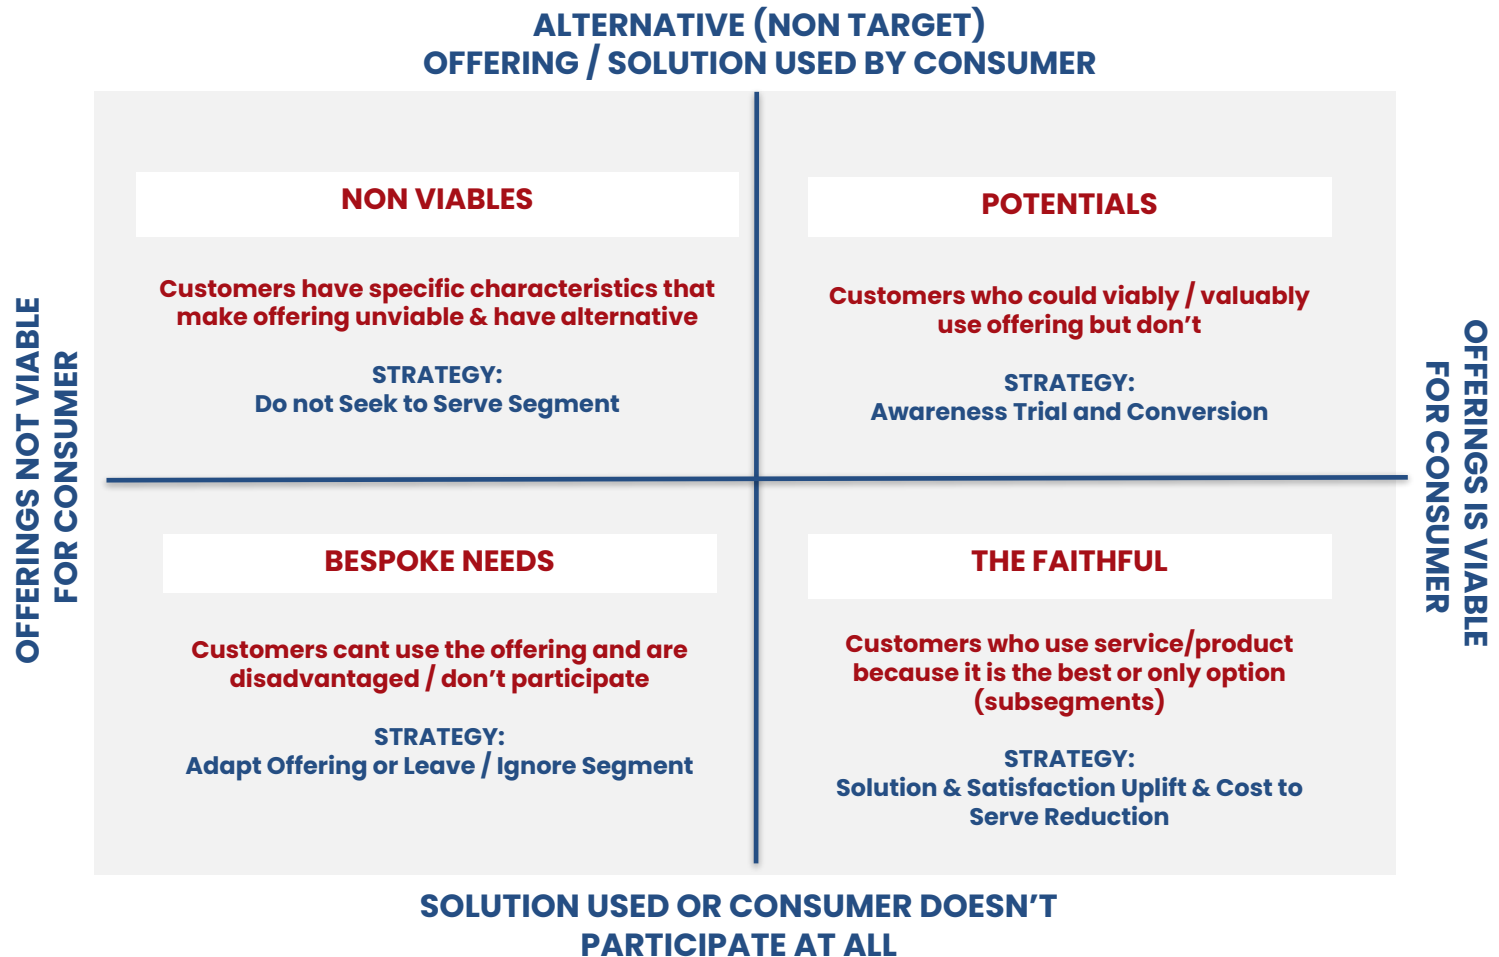 ALTERNATIVE (NON TARGET)
OFFERING / SOLUTION USED BY CONSUMER
OFFERINGS NOT VIABLE
FOR CONSUMER
NON VIABLES
Customers have specific characteristics that
make offering unviable & have alternative
STRATEGY:
Do not Seek to Serve Segment
POTENTIALS
Customers who could viably / valuably
use offering but don’t
STRATEGY:
Awareness Trial and Conversion
OFFERINGS IS VIABLE
FOR CONSUMER
BESPOKE NEEDS
Customers cant use the offering and are
disadvantaged / don’t participate
STRATEGY:
Adapt Offering or Leave / Ignore Segment
THE FAITHFUL
Customers who use service/product
because it is the best or only option
(subsegments)
STRATEGY:
Solution & Satisfaction Uplift & Cost to
Serve Reduction
SOLUTION USED OR CONSUMER DOESN’T
PARTICIPATE AT ALL